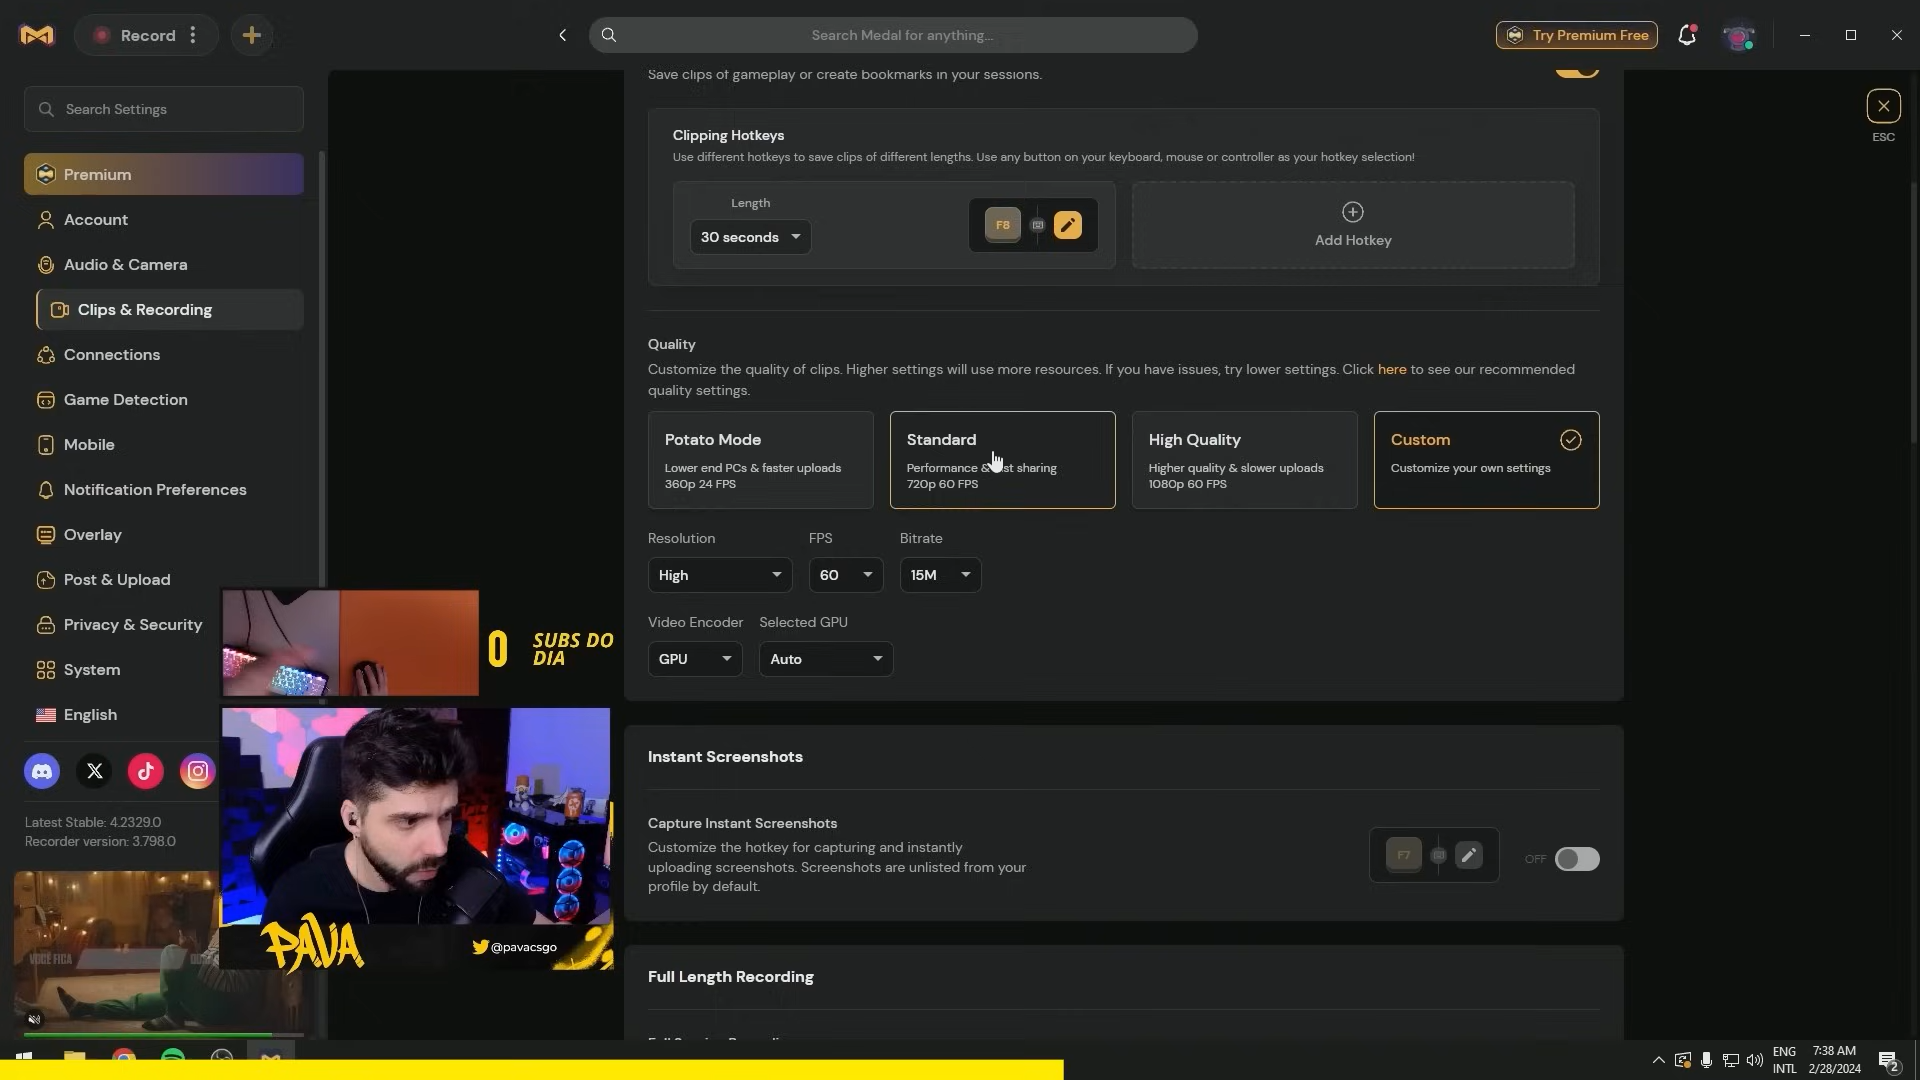 Record
Search Medal for anything...
Try Premium Free
Search Settings
Premium
Account
Audio & Camera
Clips & Recording
Connections
Game Detection
Mobile
Notification Preferences
Overlay
Post & Upload
Privacy & Security
System
English
Latest Stable: 4.2329.0
Recorder version: 3.798.0
VOCÊ FICA
Save clips of gameplay or create bookmarks in your sessions.
ESC
Clipping Hotkeys
Use different hotkeys to save clips of different lengths. Use any button on your keyboard, mouse or controller as your hotkey selection!
Length
30 seconds
F8
Add Hotkey
Quality
Customize the quality of clips. Higher settings will use more resources. If you have issues, try lower settings. Click here to see our recommended
quality settings.
Potato Mode
Lower end PCs & faster uploads
360p 24 FPS
Standard
Performance & sharing
720p 60 FPS
High Quality
Higher quality & slower uploads
1080p 60 FPS
Custom
Customize your own settings
Resolution
FPS
Bitrate
High
60
15M
Video Encoder
Selected GPU
GPU
Auto
0
SUBS DO
DIA
PAVA
@pavacsgo
Instant Screenshots
Capture Instant Screenshots
Customize the hotkey for capturing and instantly
uploading screenshots. Screenshots are unlisted from your
profile by default.
F7
OFF
Full Length Recording
ENG
INTL
7:38 AM
2/28/2024
2